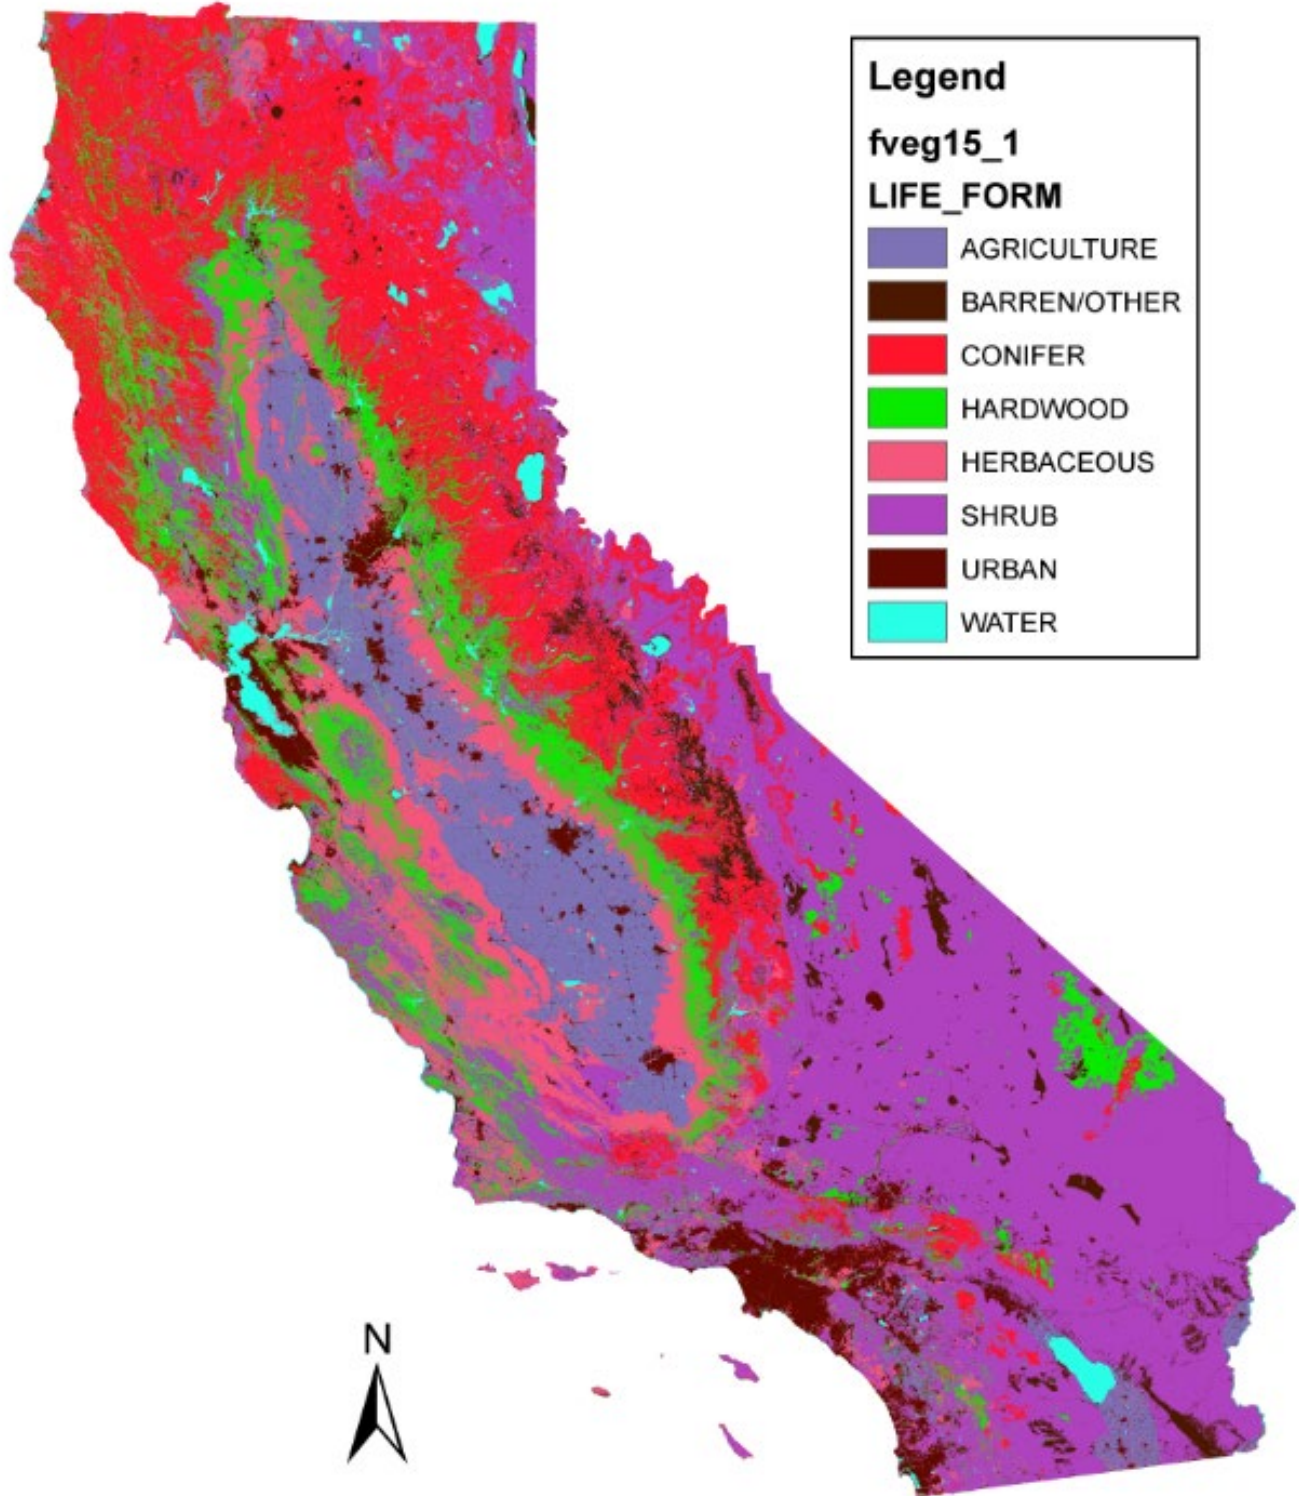 Legend
fveg15_1
LIFE_FORM
AGRICULTURE
BARREN/OTHER
CONIFER
HARDWOOD
HERBACEOUS
SHRUB
URBAN
WATER
N